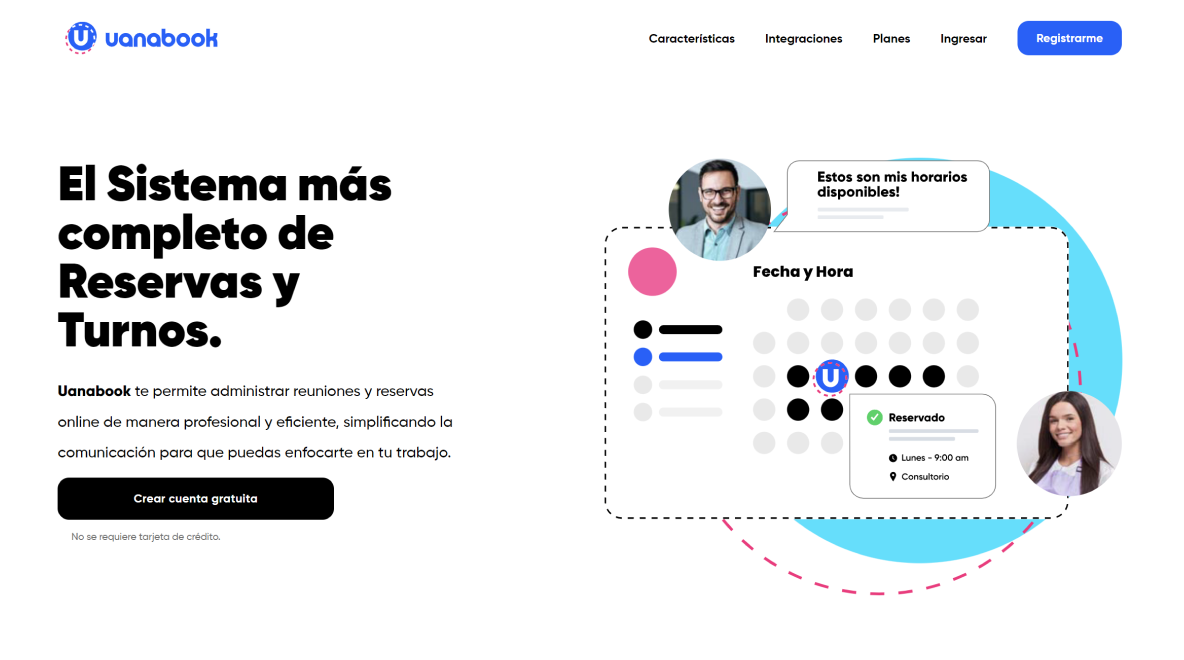 uanabook
Características
Integraciones
Planes
Ingresar
Registrarme
El Sistema más
completo de
Reservas y
Turnos.
Uanabook te permite administrar reuniones y reservas
online de manera profesional y eficiente, simplificando la
comunicación para que puedas enfocarte en tu trabajo.
Crear cuenta gratuita
No se requiere tarjeta de crédito.
Estos son mis horarios
disponibles!
Fecha y Hora
Reservado
Lunes - 9:00 am
Consultorio